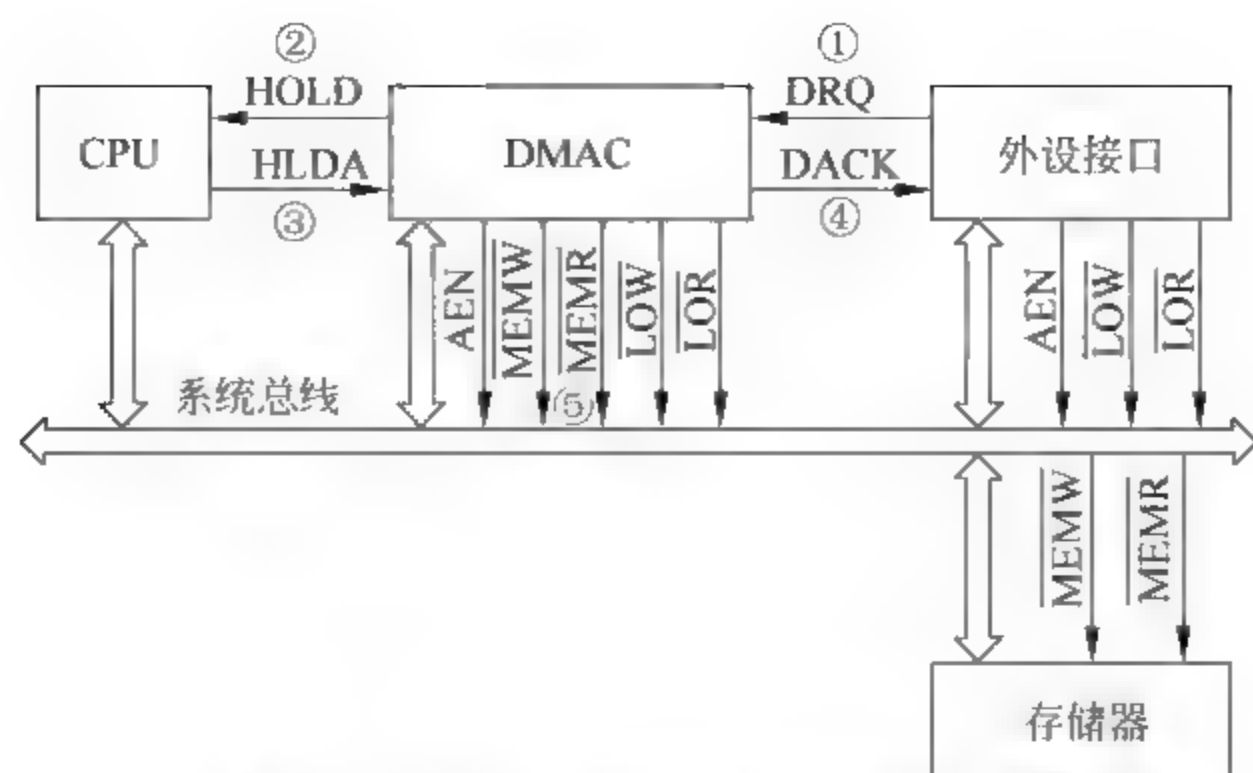 ② ①
HOLD DRQ
CPU DMAC 外设接口
HLDA DACK
③ ④
AEN MEMW MEMR LOW LOR AEN LOW LOR
系统总线 ⑤
MEMW MEMR
存储器